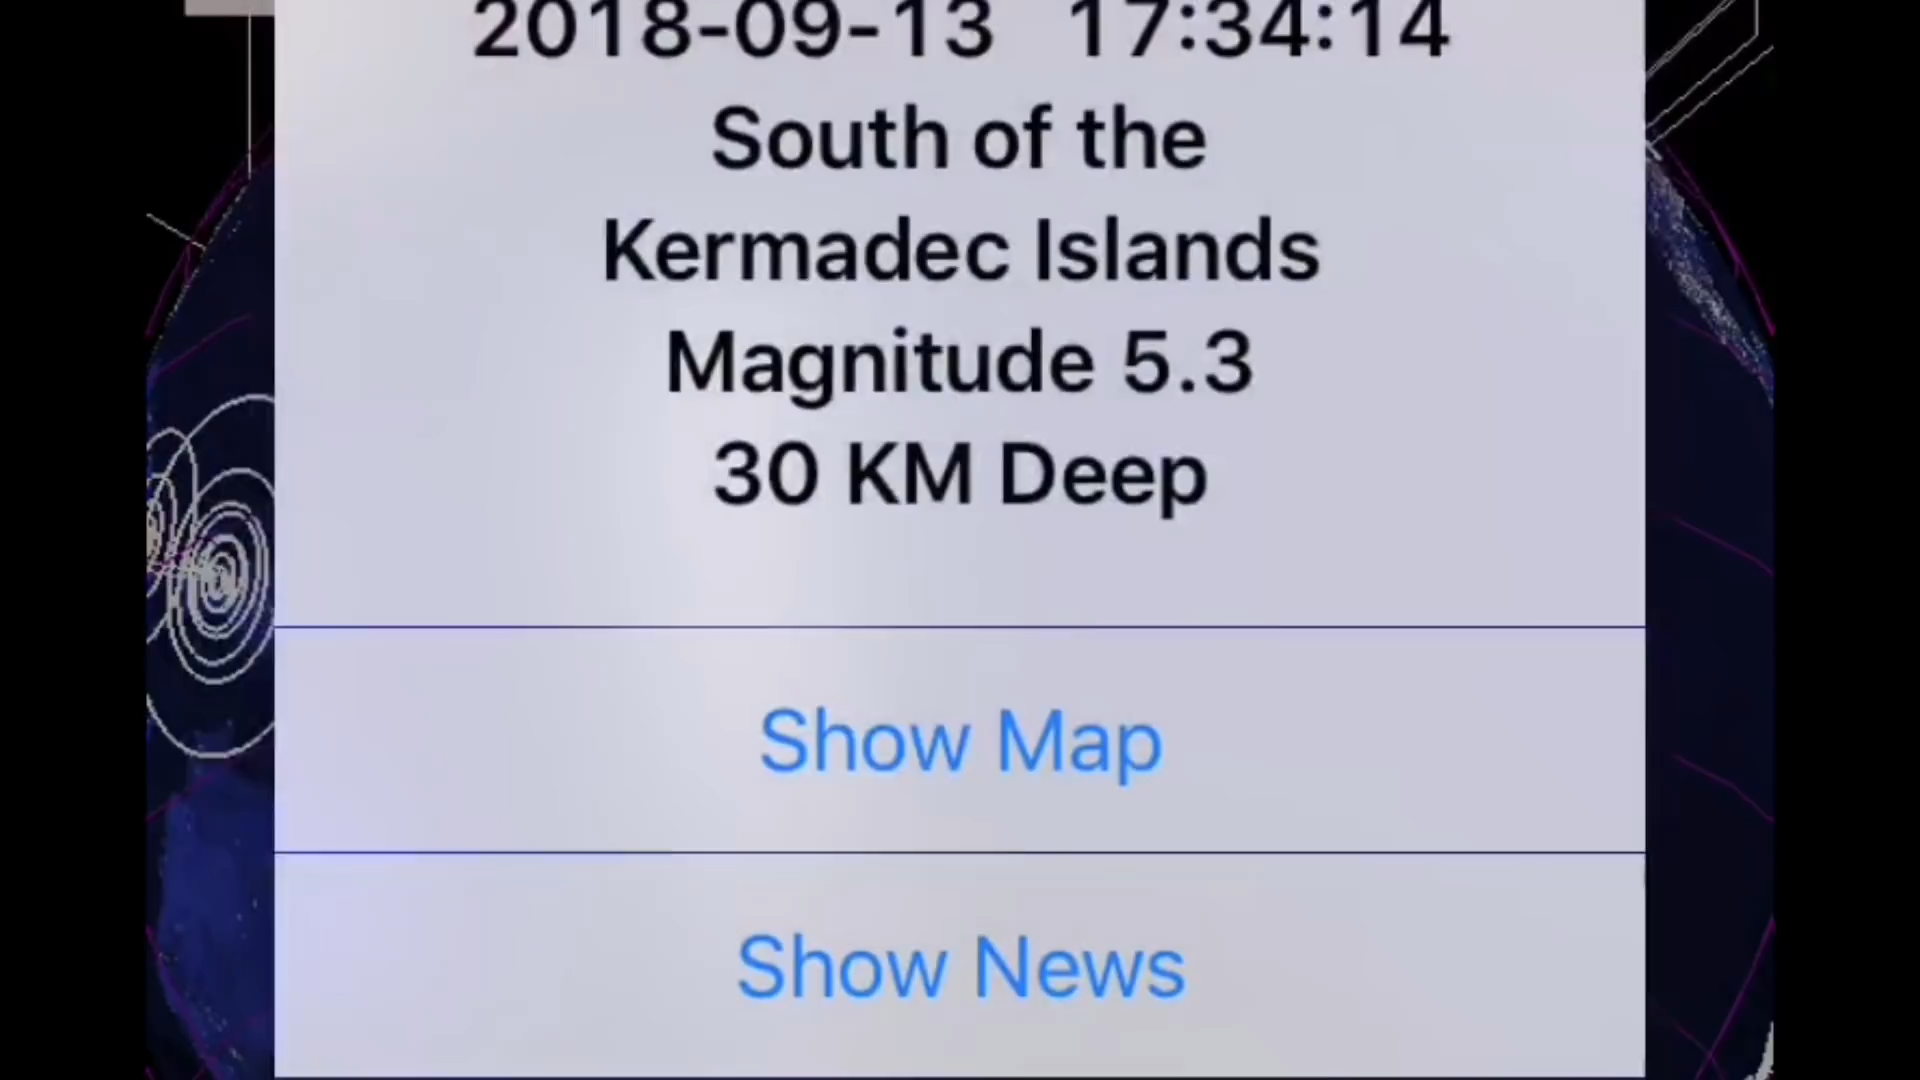 2018-09-13 17:34:14
South of the
Kermadec Islands
Magnitude 5.3
30 KM Deep
Show Map
Show News